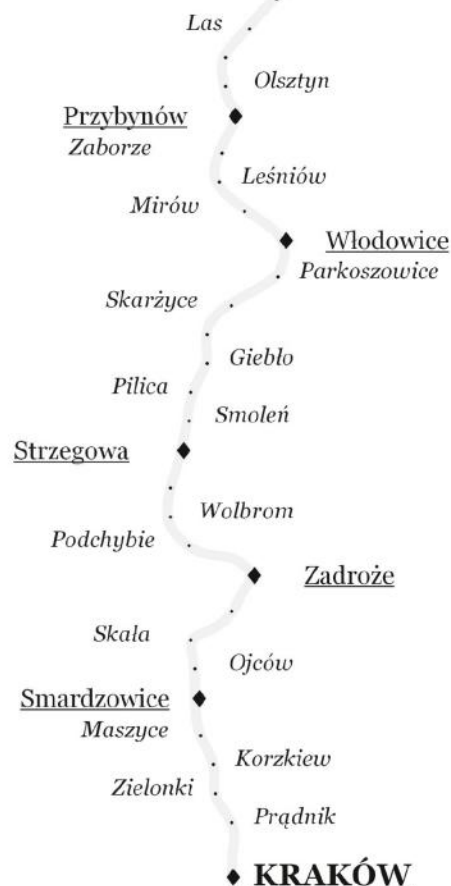 Las
Olsztyn
Przybynów
Zaborze
Leśniów
Mirów
Włodowice
Parkoszowice
Skarżyce
Giebło
Pilica
Smoleń
Strzegowa
Wolbrom
Podchybie
Zadroże
Skała
Ojców
Smardzowice
Maszyce
Korzkiew
Zielonki
Prądnik
KRAKÓW